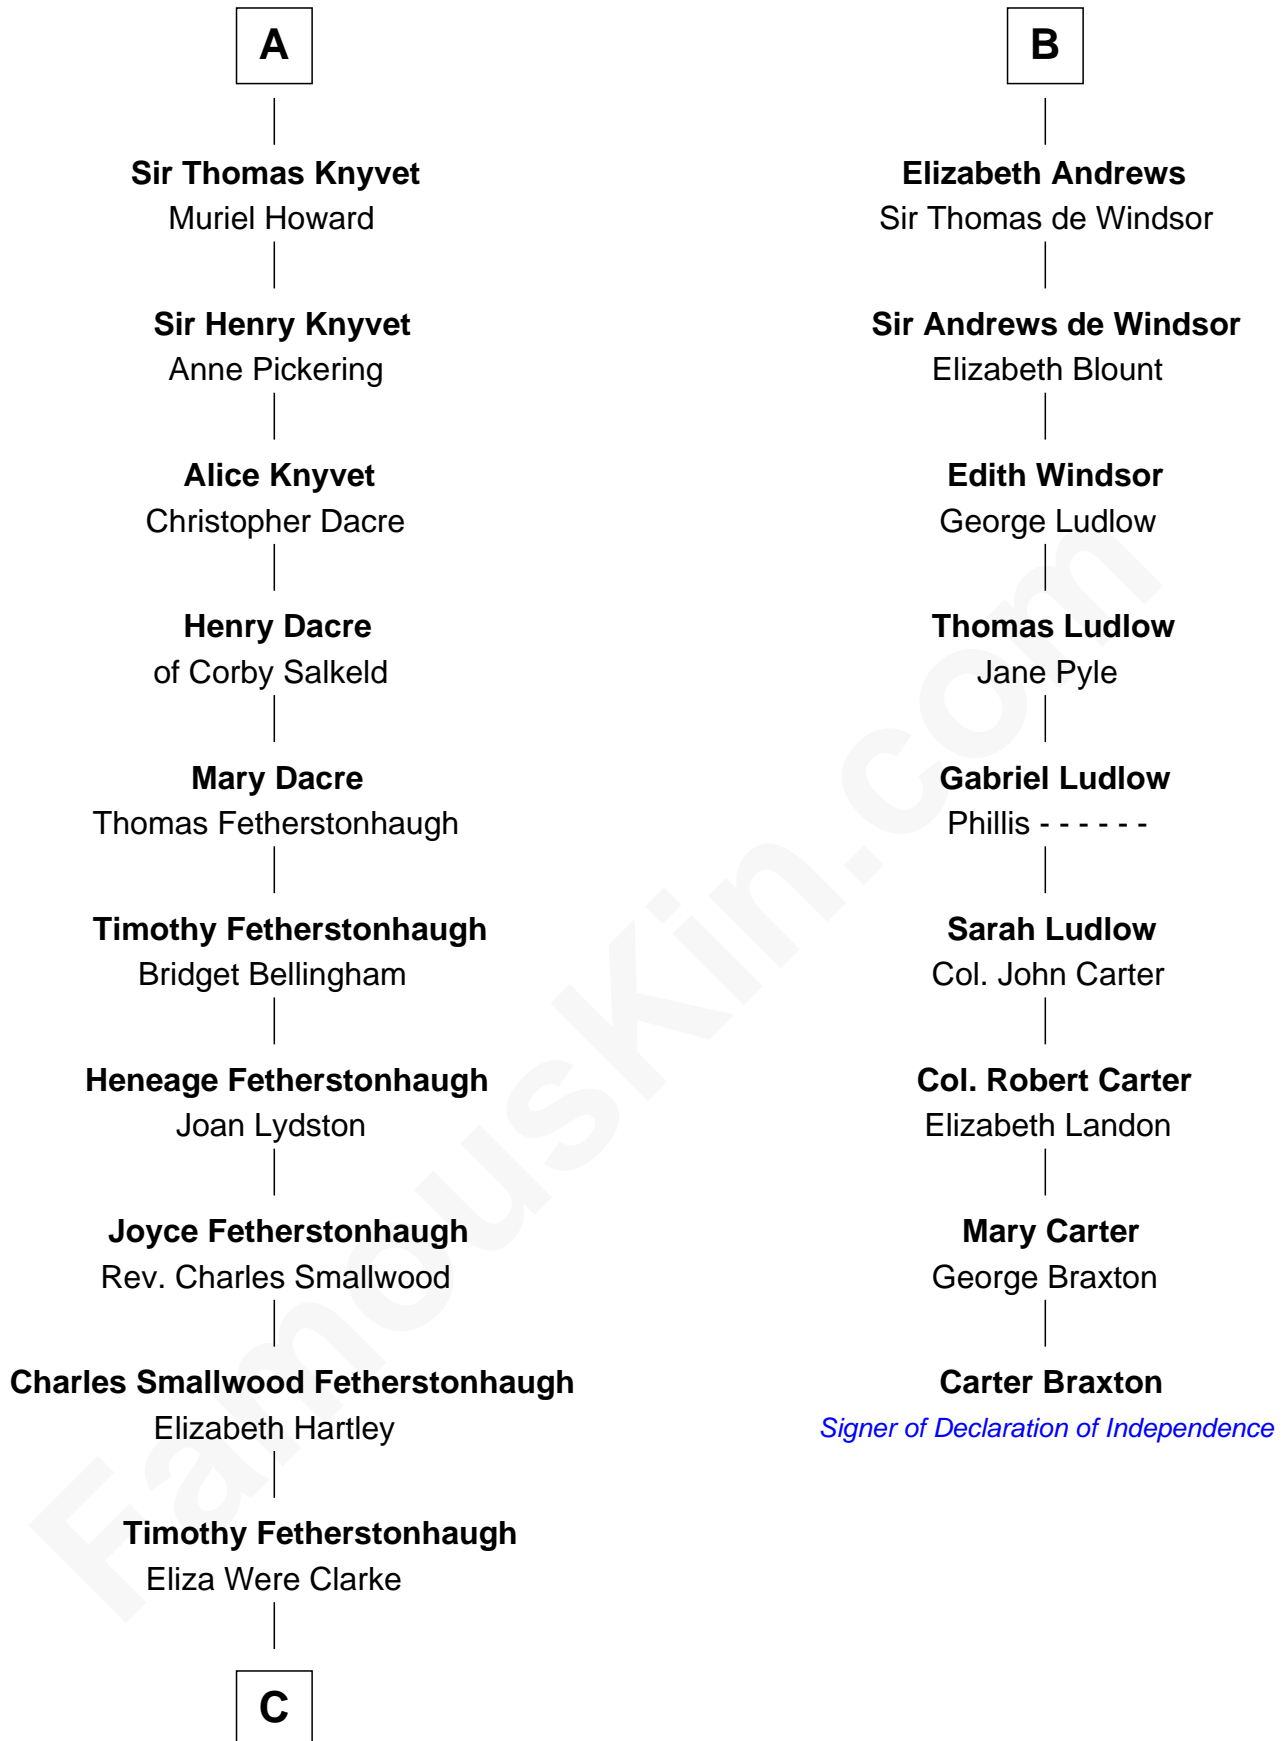 A
Sir Thomas Knyvet
Muriel Howard
Sir Henry Knyvet
Anne Pickering
Alice Knyvet
Christopher Dacre
Henry Dacre
of Corby Salkeld
Mary Dacre
Thomas Fetherstonhaugh
Timothy Fetherstonhaugh
Bridget Bellingham
Heneage Fetherstonhaugh
Joan Lydston
Joyce Fetherstonhaugh
Rev. Charles Smallwood
Charles Smallwood Fetherstonhaugh
Elizabeth Hartley
Timothy Fetherstonhaugh
Eliza Were Clarke
C
B
Elizabeth Andrews
Sir Thomas de Windsor
Sir Andrews de Windsor
Elizabeth Blount
Edith Windsor
George Ludlow
Thomas Ludlow
Jane Pyle
Gabriel Ludlow
Phillis - - - - - -
Sarah Ludlow
Col. John Carter
Col. Robert Carter
Elizabeth Landon
Mary Carter
George Braxton
Carter Braxton
Signer of Declaration of Independence
FamousKin.com